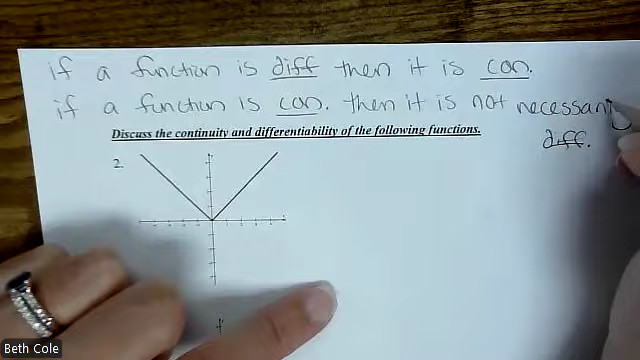 if a function is diff then it is con.
if a function is con. then it is not necessari
diff.
Discuss the continuity and differentiability of the following functions.
2.
Beth Cole